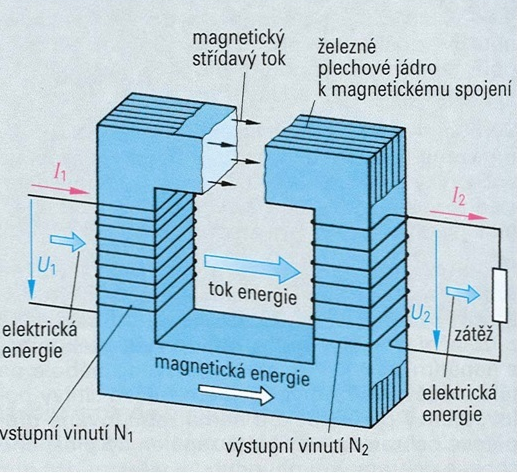 magnetický
střídavý tok
železné
plechové jádro
k magnetickému spojení
I1
I2
U1
tok energie
U2
zátěž
elektrická
energie
magnetická energie
elektrická
energie
vstupní vinutí N1
výstupní vinutí N2